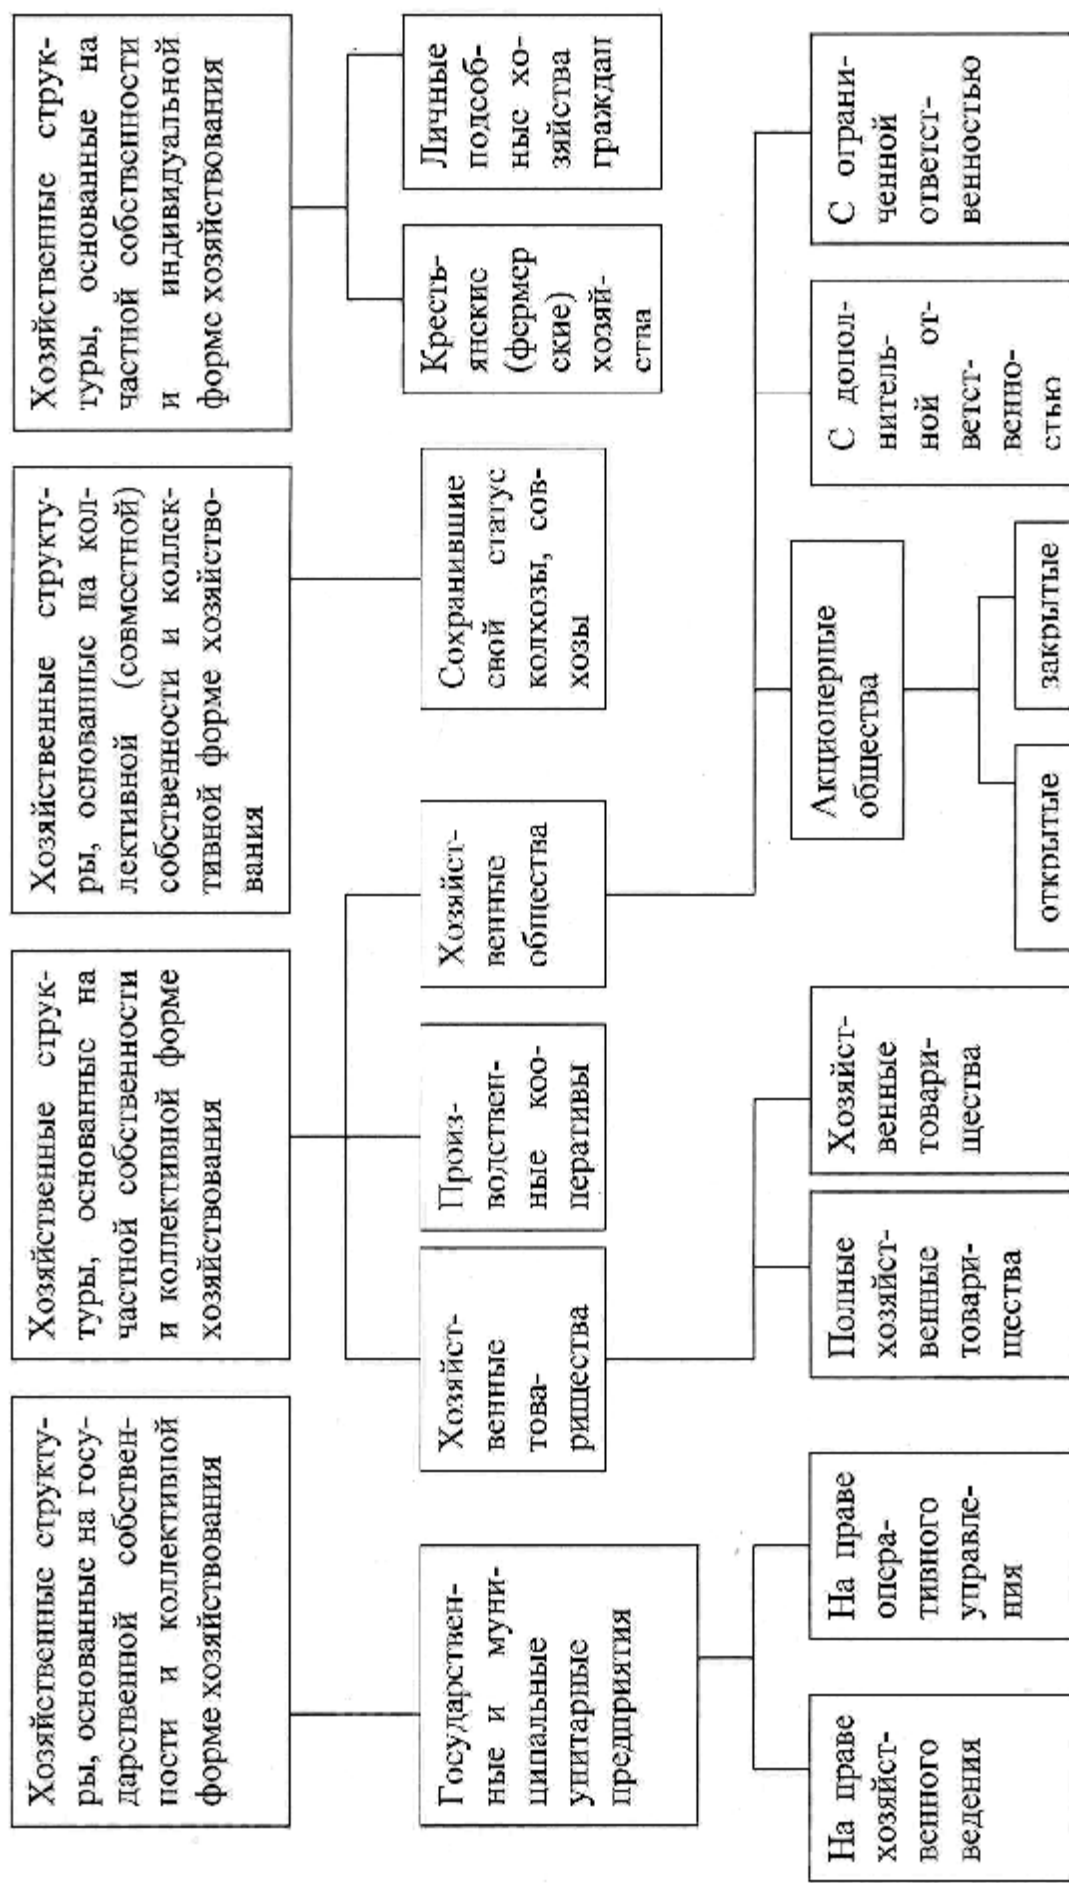 Хозяйственные структу-
ры, основанные на госу-
дарственной собствен-
ности и коллективной
форме хозяйствования
Хозяйственные струк-
туры, основанные на
частной собственности
и коллективной форме
хозяйствования
Хозяйственные структу-
ры, основанные на кол-
лективной (совместной)
собственности и коллек-
тивной форме хозяйство-
вания
Хозяйственные струк-
туры, основанные на
частной собственности
и индивидуальной
форме хозяйствования
Государствен-
ные и муни-
ципальные
унитарные
предприятия
Хозяйст-
венные
това-
рищества
Произ-
водствен-
ные коо-
перативы
Хозяйст-
венные
общества
Сохранившие
свой статус
колхозы, сов-
хозы
Кресть-
янские
(фермер
ские)
хозяй-
ства
Личные
подсоб-
ные хо-
зяйства
граждан
На праве
хозяйст-
венного
ведения
На праве
опера-
тивного
управле-
ния
Полные
хозяйст-
венные
товари-
щества
Хозяйст-
венные
товари-
щества
Акционерные
общества
открытые
закрытые
С допол-
нитель-
ной от-
ветст-
венно-
стью
С ограни-
ченной
ответст-
венностью